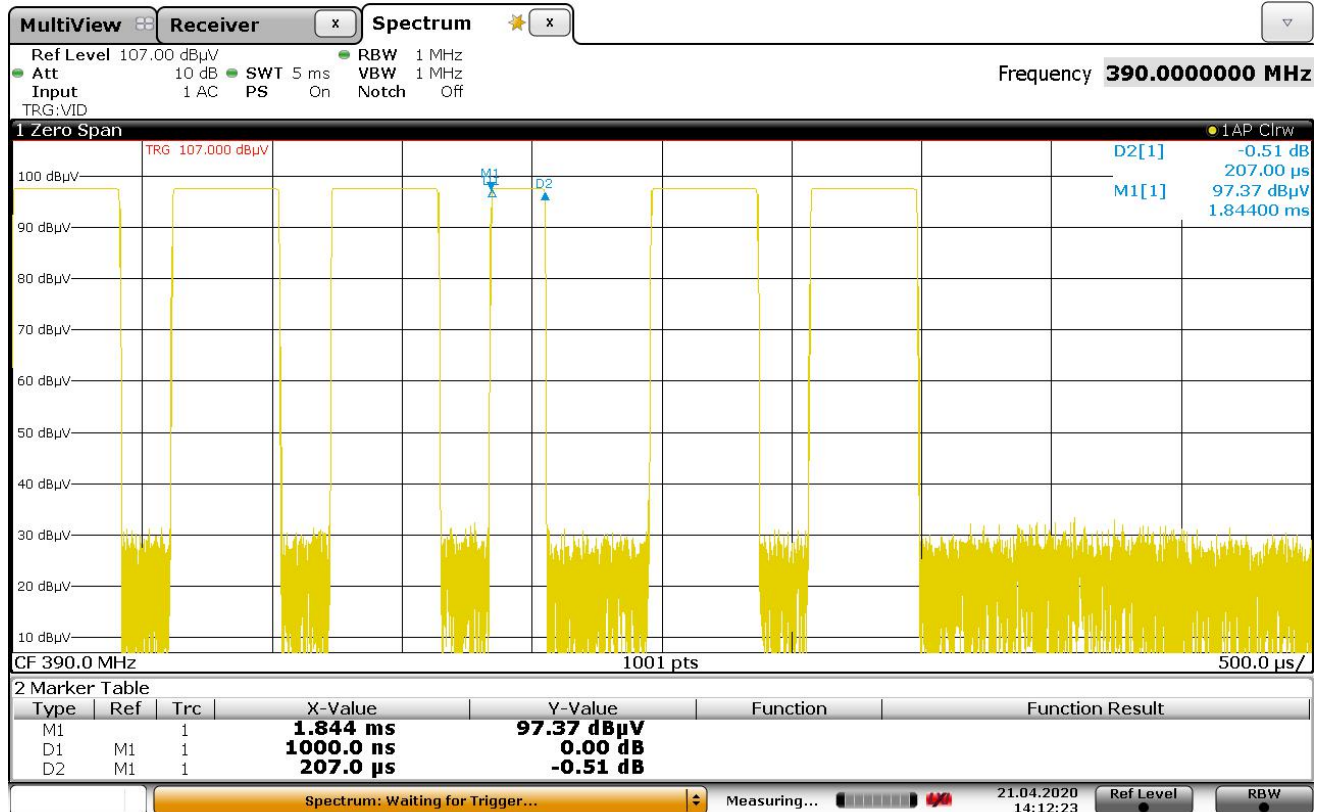 MultiView Receiver x Spectrum x
Ref Level 107.00 dBµV RBW 1 MHz
Att 10 dB SWT 5 ms VBW 1 MHz
Input 1 AC PS On Notch Off
TRG:VID
Frequency 390.0000000 MHz
1 Zero Span 1AP Clrw
TRG 107.000 dBµV
D2[1] -0.51 dB
207.00 µs
M1[1] 97.37 dBµV
1.84400 ms
M1
D2
100 dBµV
90 dBµV
80 dBµV
70 dBµV
60 dBµV
50 dBµV
40 dBµV
30 dBµV
20 dBµV
10 dBµV
CF 390.0 MHz 1001 pts 500.0 µs/
2 Marker Table
Type Ref Trc X-Value Y-Value Function Function Result
M1 1 1.844 ms 97.37 dBµV
D1 M1 1 1000.0 ns 0.00 dB
D2 M1 1 207.0 µs -0.51 dB
Spectrum: Waiting for Trigger... Measuring... 21.04.2020 Ref Level RBW
14:12:23